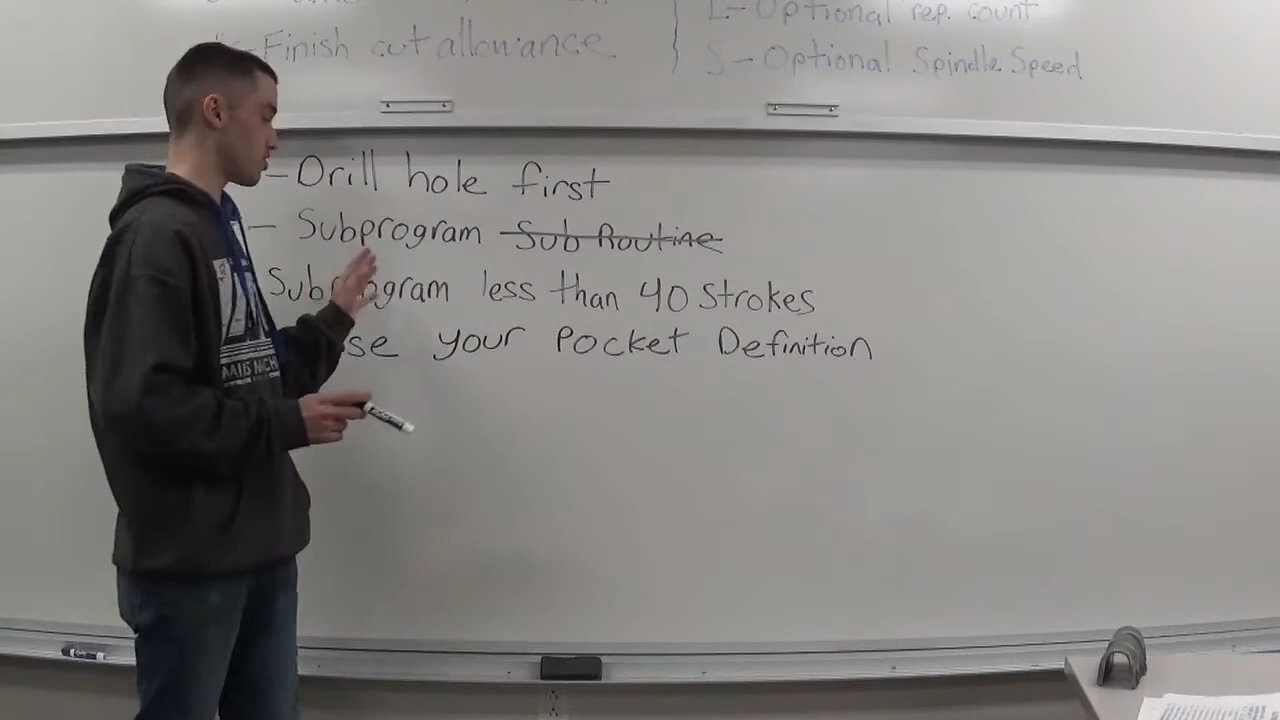 -Finish cut allowance
L-Optional rep. count
S-Optional Spindle Speed
-Drill hole first
- Subprogram Sub Routine
Subprogram less than 40 Strokes
your Pocket Definition